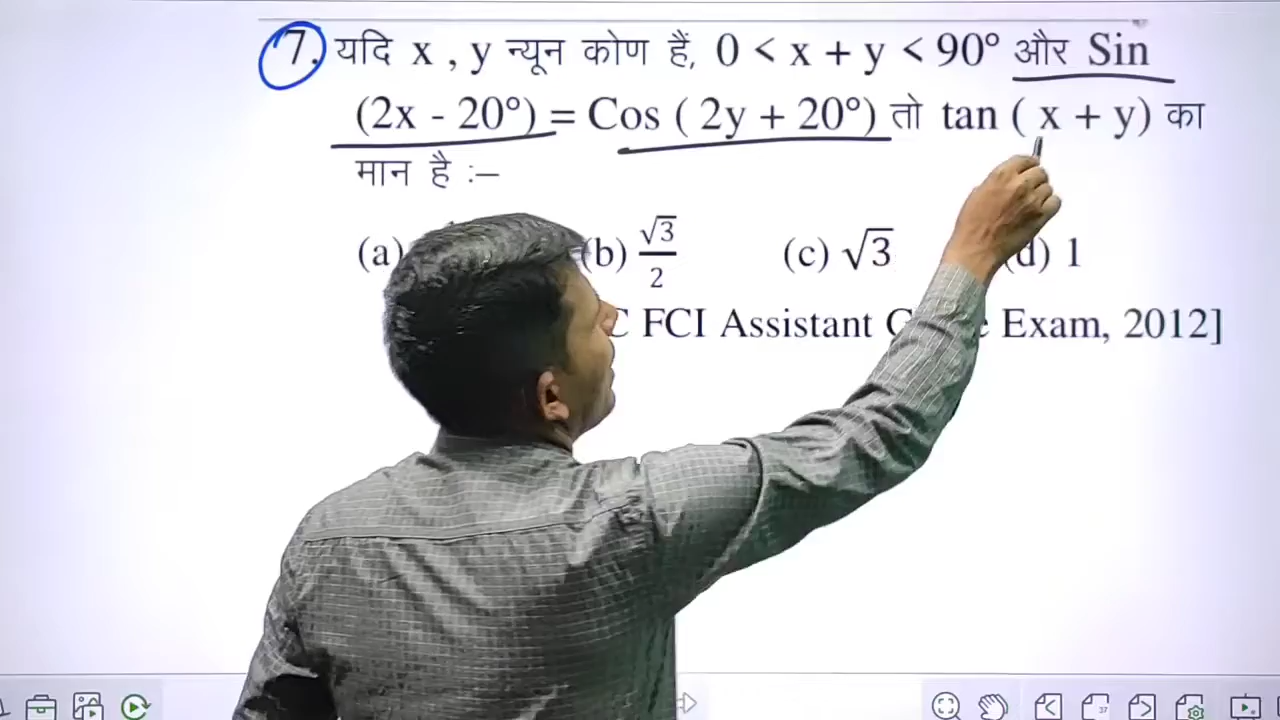 7. यदि x , y न्यून कोण हैं, 0 < x + y < 90° और Sin
(2x - 20°) = Cos ( 2y + 20°) तो tan ( x + y) का
मान है :–
(a) (b) √3/2 (c) √3 (d) 1
FCI Assistant Exam, 2012]
37